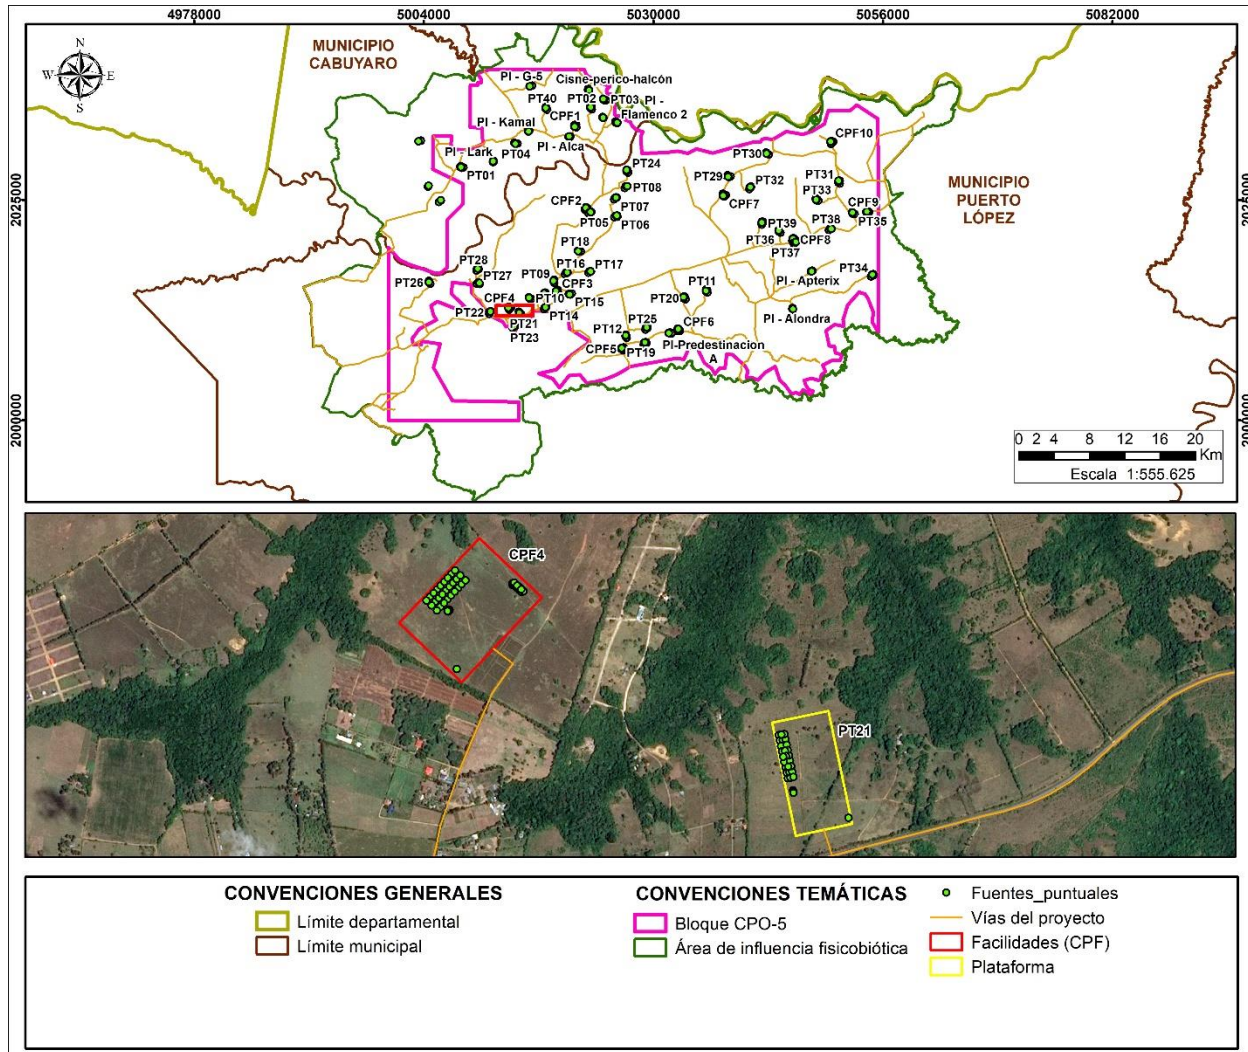 4978000
5004000
5030000
5056000
5082000
N
W
E
S
MUNICIPIO
CABUYARO
PI - G-5
Cisne-perico-halcón
PT40
PT02
PT03
PI -
Flamenco 2
CPF1
PI - Kamal
PI - Alca
PI - Lark
PT04
PT01
PT24
PT08
CPF2
PT07
PT05
PT06
PT30
CPF10
PT29
PT32
PT31
PT33
CPF7
CPF9
PT38
PT35
PT39
PT36
CPF8
PT37
MUNICIPIO
PUERTO
LÓPEZ
2025000
2025000
PT18
PT28
PT16
PT17
PT27
PT09
PT26
CPF3
CPF4
PT10
PT15
PT22
PT14
PT21
PT23
PT11
PT20
PT25
PT12
CPF6
CPF5
PT19
PI-Predestinacion
A
PI - Apterix
PT34
PI - Alondra
2000000
2000000
0 2 4 8 12 16 20
Km
Escala 1:555.625
CPF4
PT21
CONVENCIONES GENERALES
Límite departamental
Límite municipal
CONVENCIONES TEMÁTICAS
Bloque CPO-5
Área de influencia fisicobiótica
Fuentes_puntuales
Vías del proyecto
Facilidades (CPF)
Plataforma